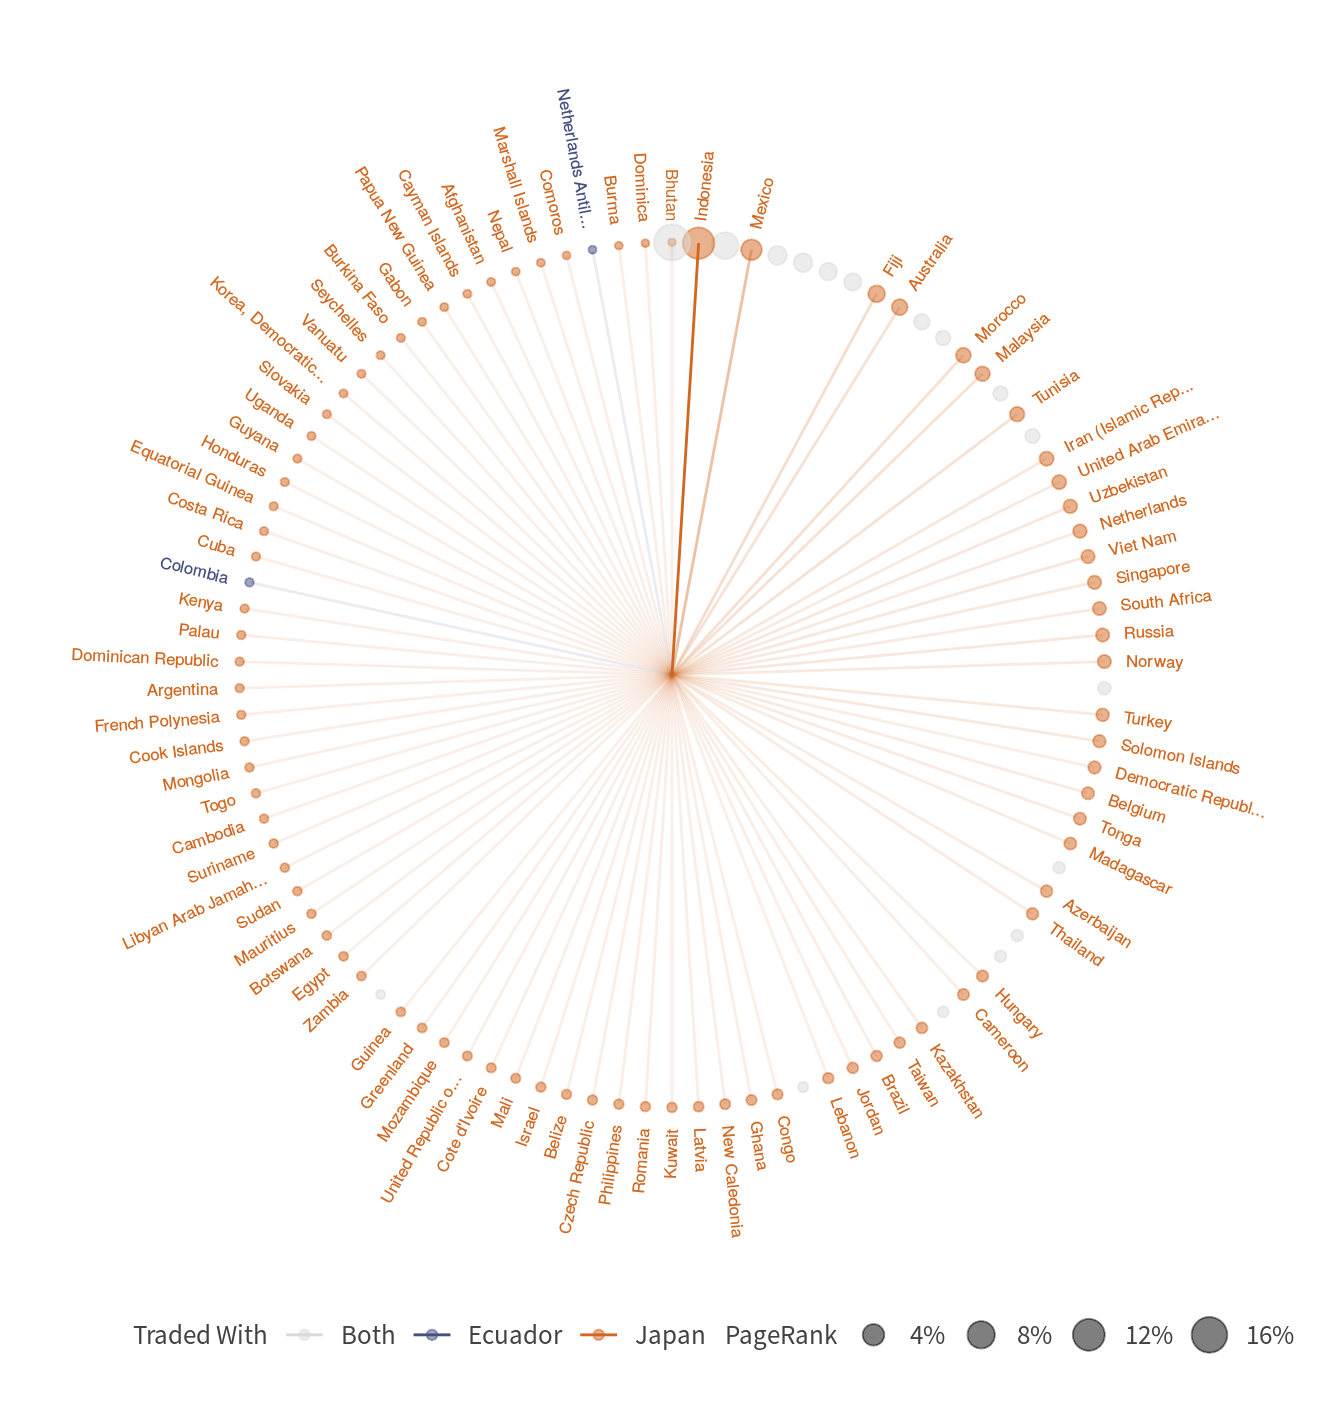 Bhutan
Indonesia
Mexico
Fiji
Australia
Morocco
Malaysia
Tunisia
Iran (Islamic Rep...
United Arab Emira...
Uzbekistan
Netherlands
Viet Nam
Singapore
South Africa
Russia
Norway
Turkey
Solomon Islands
Democratic Republ...
Belgium
Tonga
Madagascar
Azerbaijan
Thailand
Hungary
Cameroon
Kazakhstan
Taiwan
Brazil
Jordan
Lebanon
Congo
Ghana
New Caledonia
Latvia
Kuwait
Romania
Philippines
Czech Republic
Belize
Israel
Mali
Cote d'Ivoire
United Republic o...
Mozambique
Greenland
Guinea
Zambia
Egypt
Botswana
Mauritius
Sudan
Libyan Arab Jamah...
Suriname
Cambodia
Togo
Mongolia
Cook Islands
French Polynesia
Argentina
Dominican Republic
Palau
Kenya
Colombia
Cuba
Costa Rica
Equatorial Guinea
Honduras
Guyana
Uganda
Slovakia
Korea, Democratic...
Vanuatu
Seychelles
Burkina Faso
Gabon
Papua New Guinea
Cayman Islands
Afghanistan
Nepal
Marshall Islands
Comoros
Netherlands Antil...
Burma
Dominica
Traded With Both Ecuador Japan PageRank 4% 8% 12% 16%